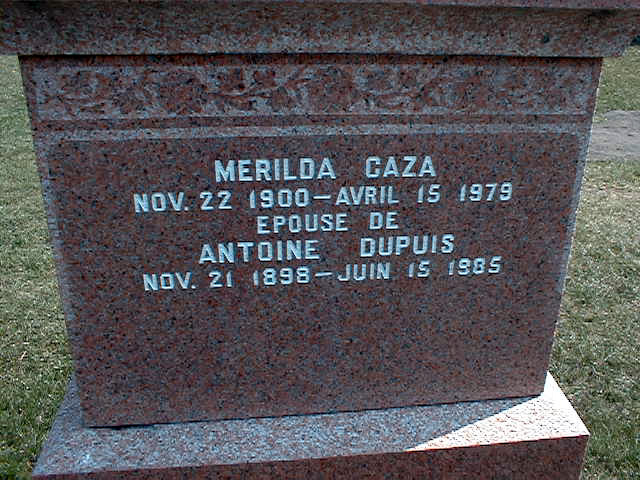 MERILDA CAZA
NOV. 22 1900-AVRIL 15 1979
EPOUSE DE
ANTOINE DUPUIS
NOV. 21 1898-JUIN 15 1985